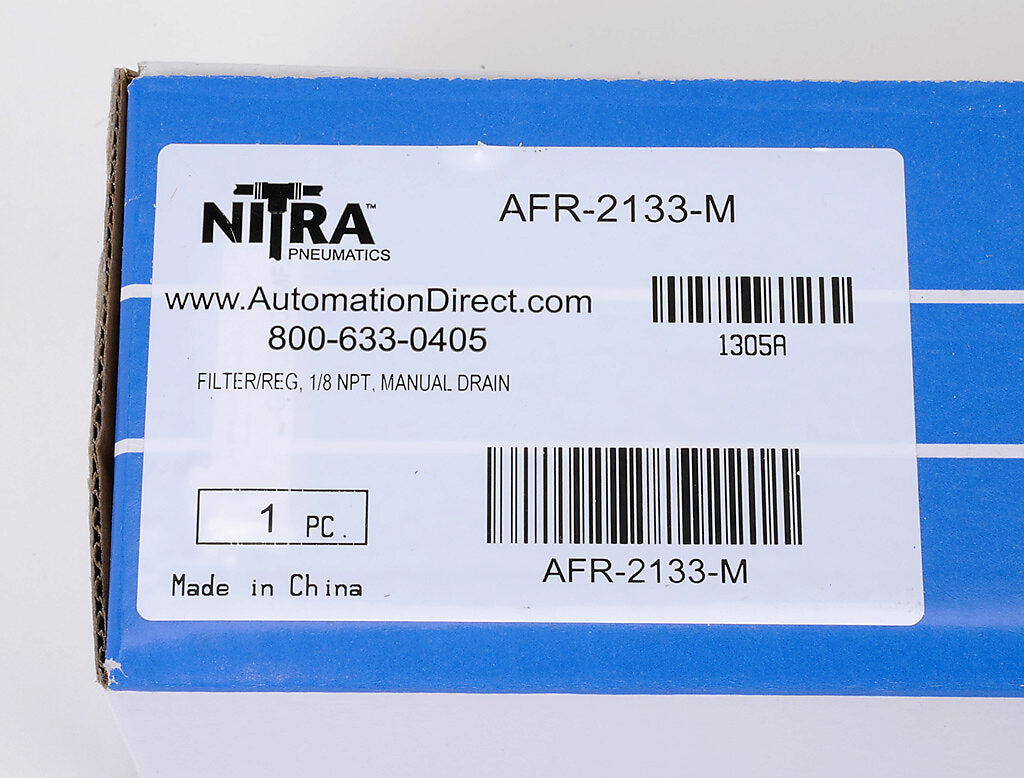 NITRA™
PNEUMATICS
AFR-2133-M
www.AutomationDirect.com
800-633-0405
1305A
FILTER/REG, 1/8 NPT, MANUAL DRAIN
1 PC.
AFR-2133-M
Made in China